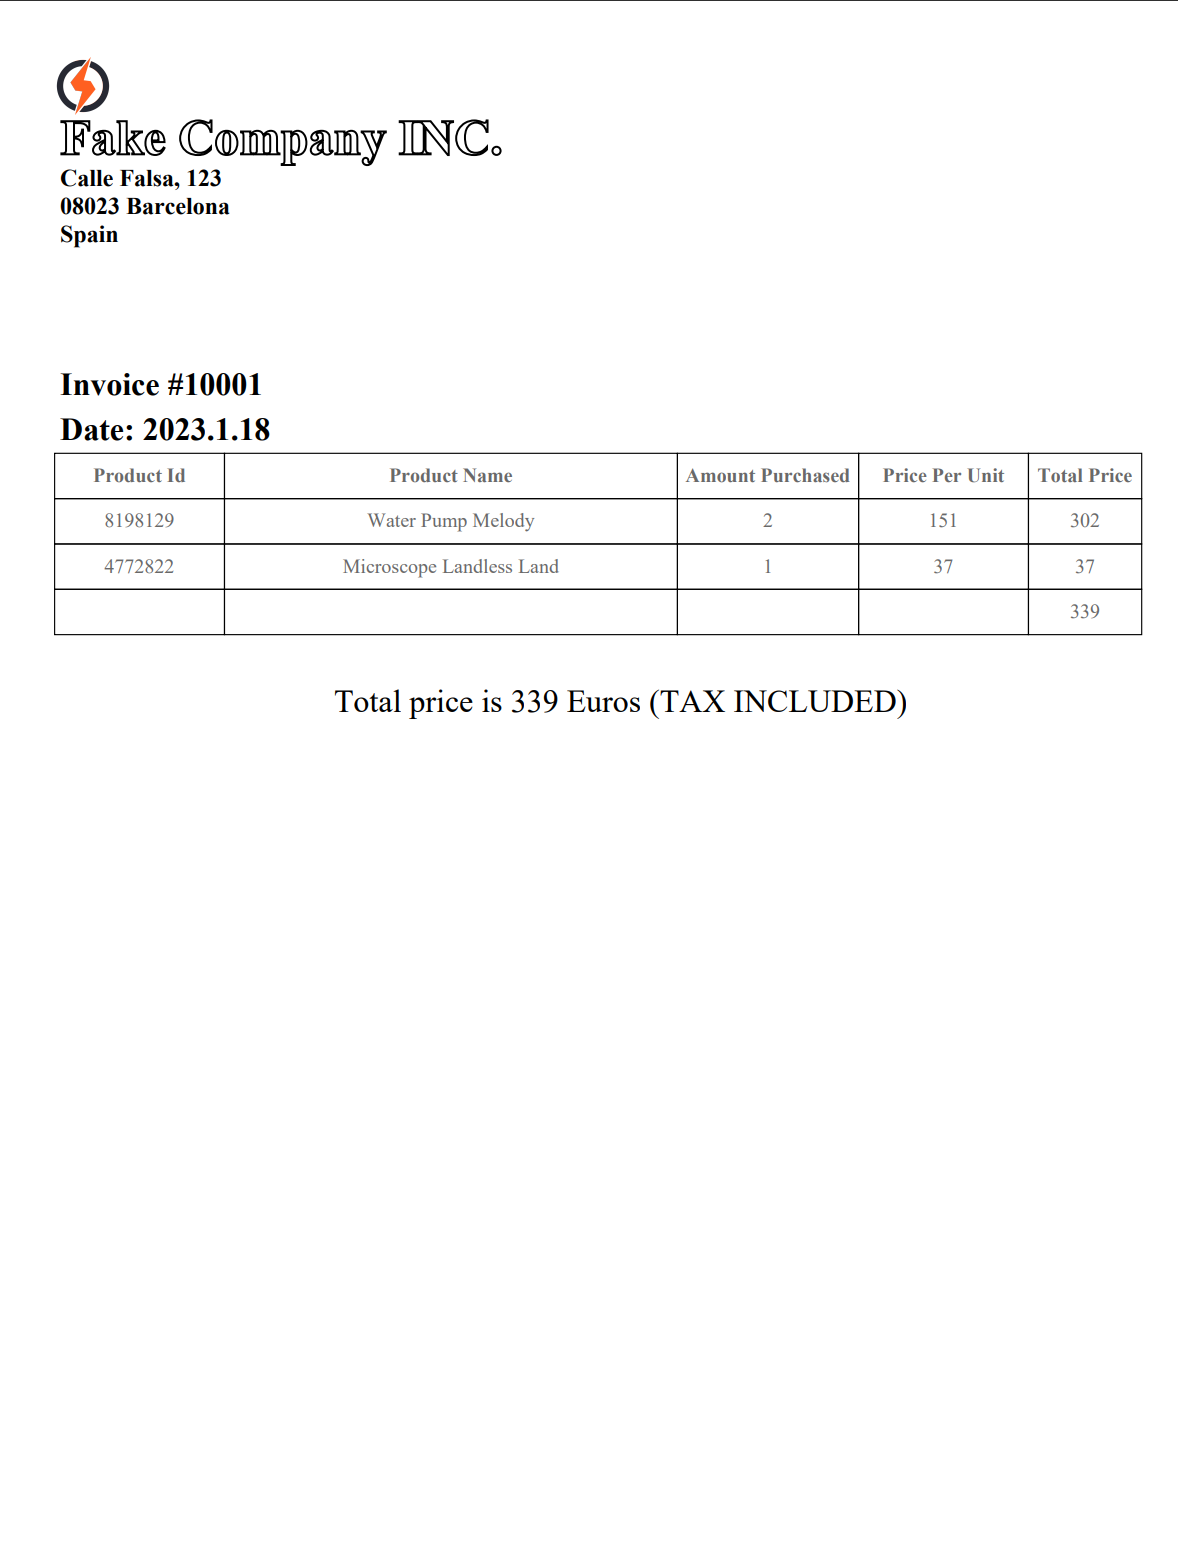 Fake Company INC.
Calle Falsa, 123
08023 Barcelona
Spain
Invoice #10001
Date: 2023.1.18
Product Id Product Name Amount Purchased Price Per Unit Total Price
8198129 Water Pump Melody 2 151 302
4772822 Microscope Landless Land 1 37 37
339
Total price is 339 Euros (TAX INCLUDED)